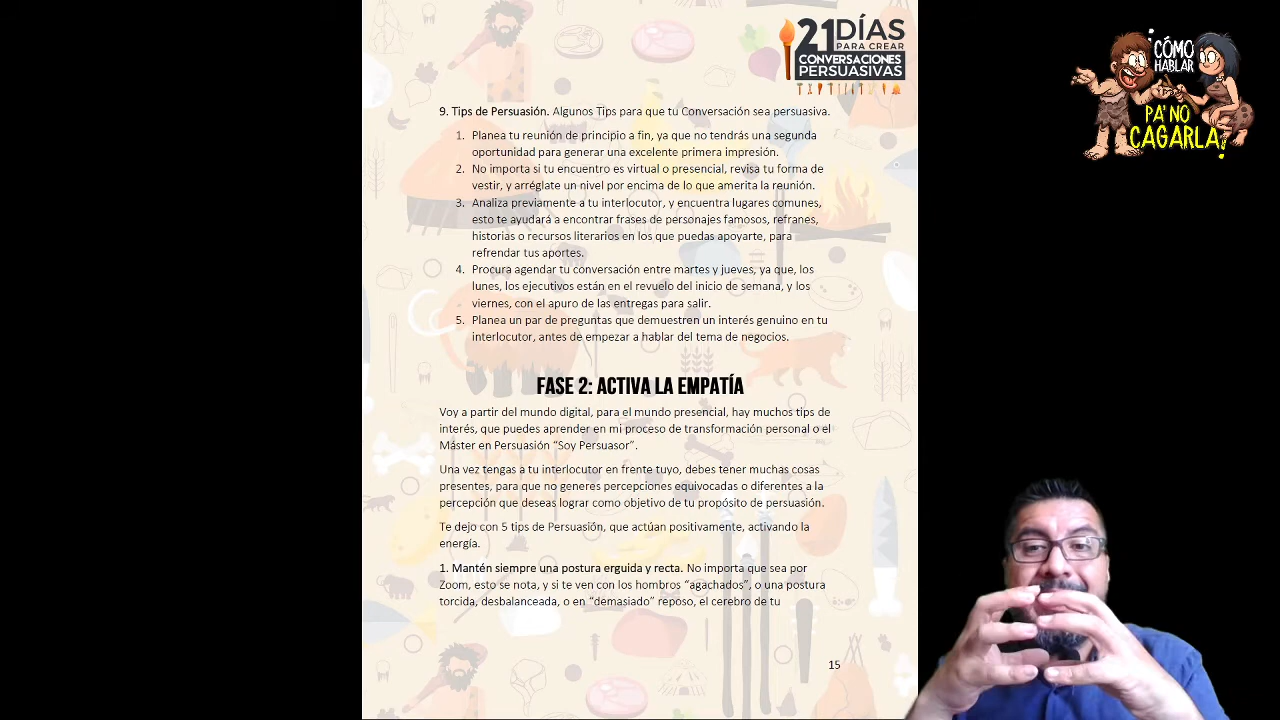 21 DÍAS
PARA CREAR
CONVERSACIONES
PERSUASIVAS
¿CÓMO
HABLAR
PA' NO
CAGARLA?
9. Tips de Persuasión. Algunos Tips para que tu Conversación sea persuasiva.
1. Planea tu reunión de principio a fin, ya que no tendrás una segunda
oportunidad para generar una excelente primera impresión.
2. No importa si tu encuentro es virtual o presencial, revisa tu forma de
vestir, y arréglate un nivel por encima de lo que amerita la reunión.
3. Analiza previamente a tu interlocutor, y encuentra lugares comunes,
esto te ayudará a encontrar frases de personajes famosos, refranes,
historias o recursos literarios en los que puedas apoyarte, para
refrendar tus aportes.
4. Procura agendar tu conversación entre martes y jueves, ya que, los
lunes, los ejecutivos están en el revuelo del inicio de semana, y los
viernes, con el apuro de las entregas para salir.
5. Planea un par de preguntas que demuestren un interés genuino en tu
interlocutor, antes de empezar a hablar del tema de negocios.
FASE 2: ACTIVA LA EMPATÍA
Voy a partir del mundo digital, para el mundo presencial, hay muchos tips de
interés, que puedes aprender en mi proceso de transformación personal o el
Máster en Persuasión “Soy Persuasor”.
Una vez tengas a tu interlocutor en frente tuyo, debes tener muchas cosas
presentes, para que no generes percepciones equivocadas o diferentes a la
percepción que deseas lograr como objetivo de tu propósito de persuasión.
Te dejo con 5 tips de Persuasión, que actúan positivamente, activando la
energía.
1. Mantén siempre una postura erguida y recta. No importa que sea por
Zoom, esto se nota, y si te ven con los hombros “agachados”, o una postura
torcida, desbalanceada, o en “demasiado” reposo, el cerebro de tu
15